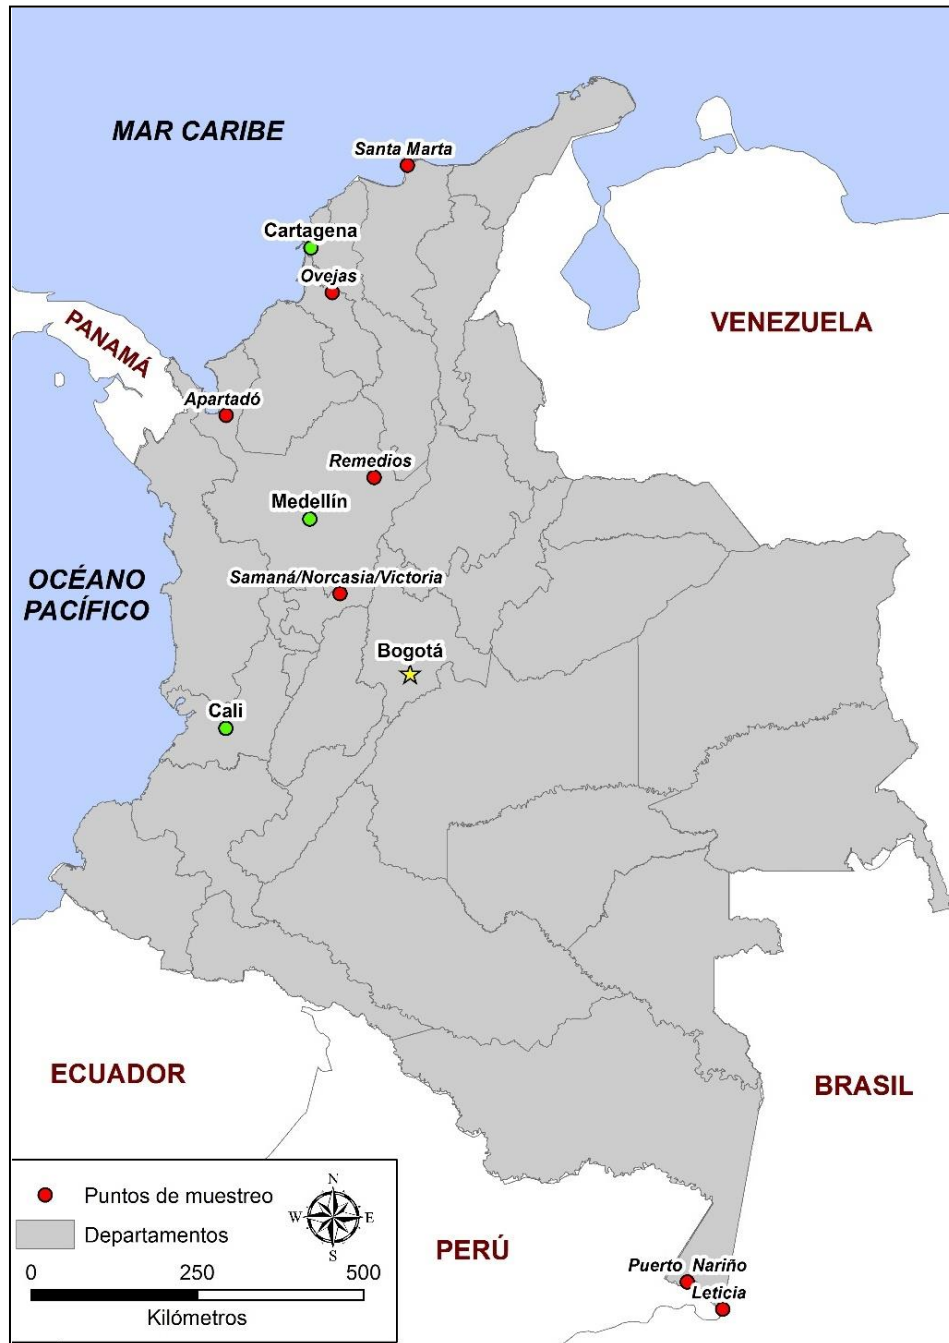 MAR CARIBE
Santa Marta
Cartagena
Ovejas
PANAMÁ
VENEZUELA
Apartadó
Remedios
Medellín
OCÉANO
PACÍFICO
Samaná/Norcasia/Victoria
Bogotá
Cali
ECUADOR
BRASIL
PERÚ
Puerto Nariño
Leticia
Puntos de muestreo
Departamentos
N
W E
S
0 250 500
Kilómetros